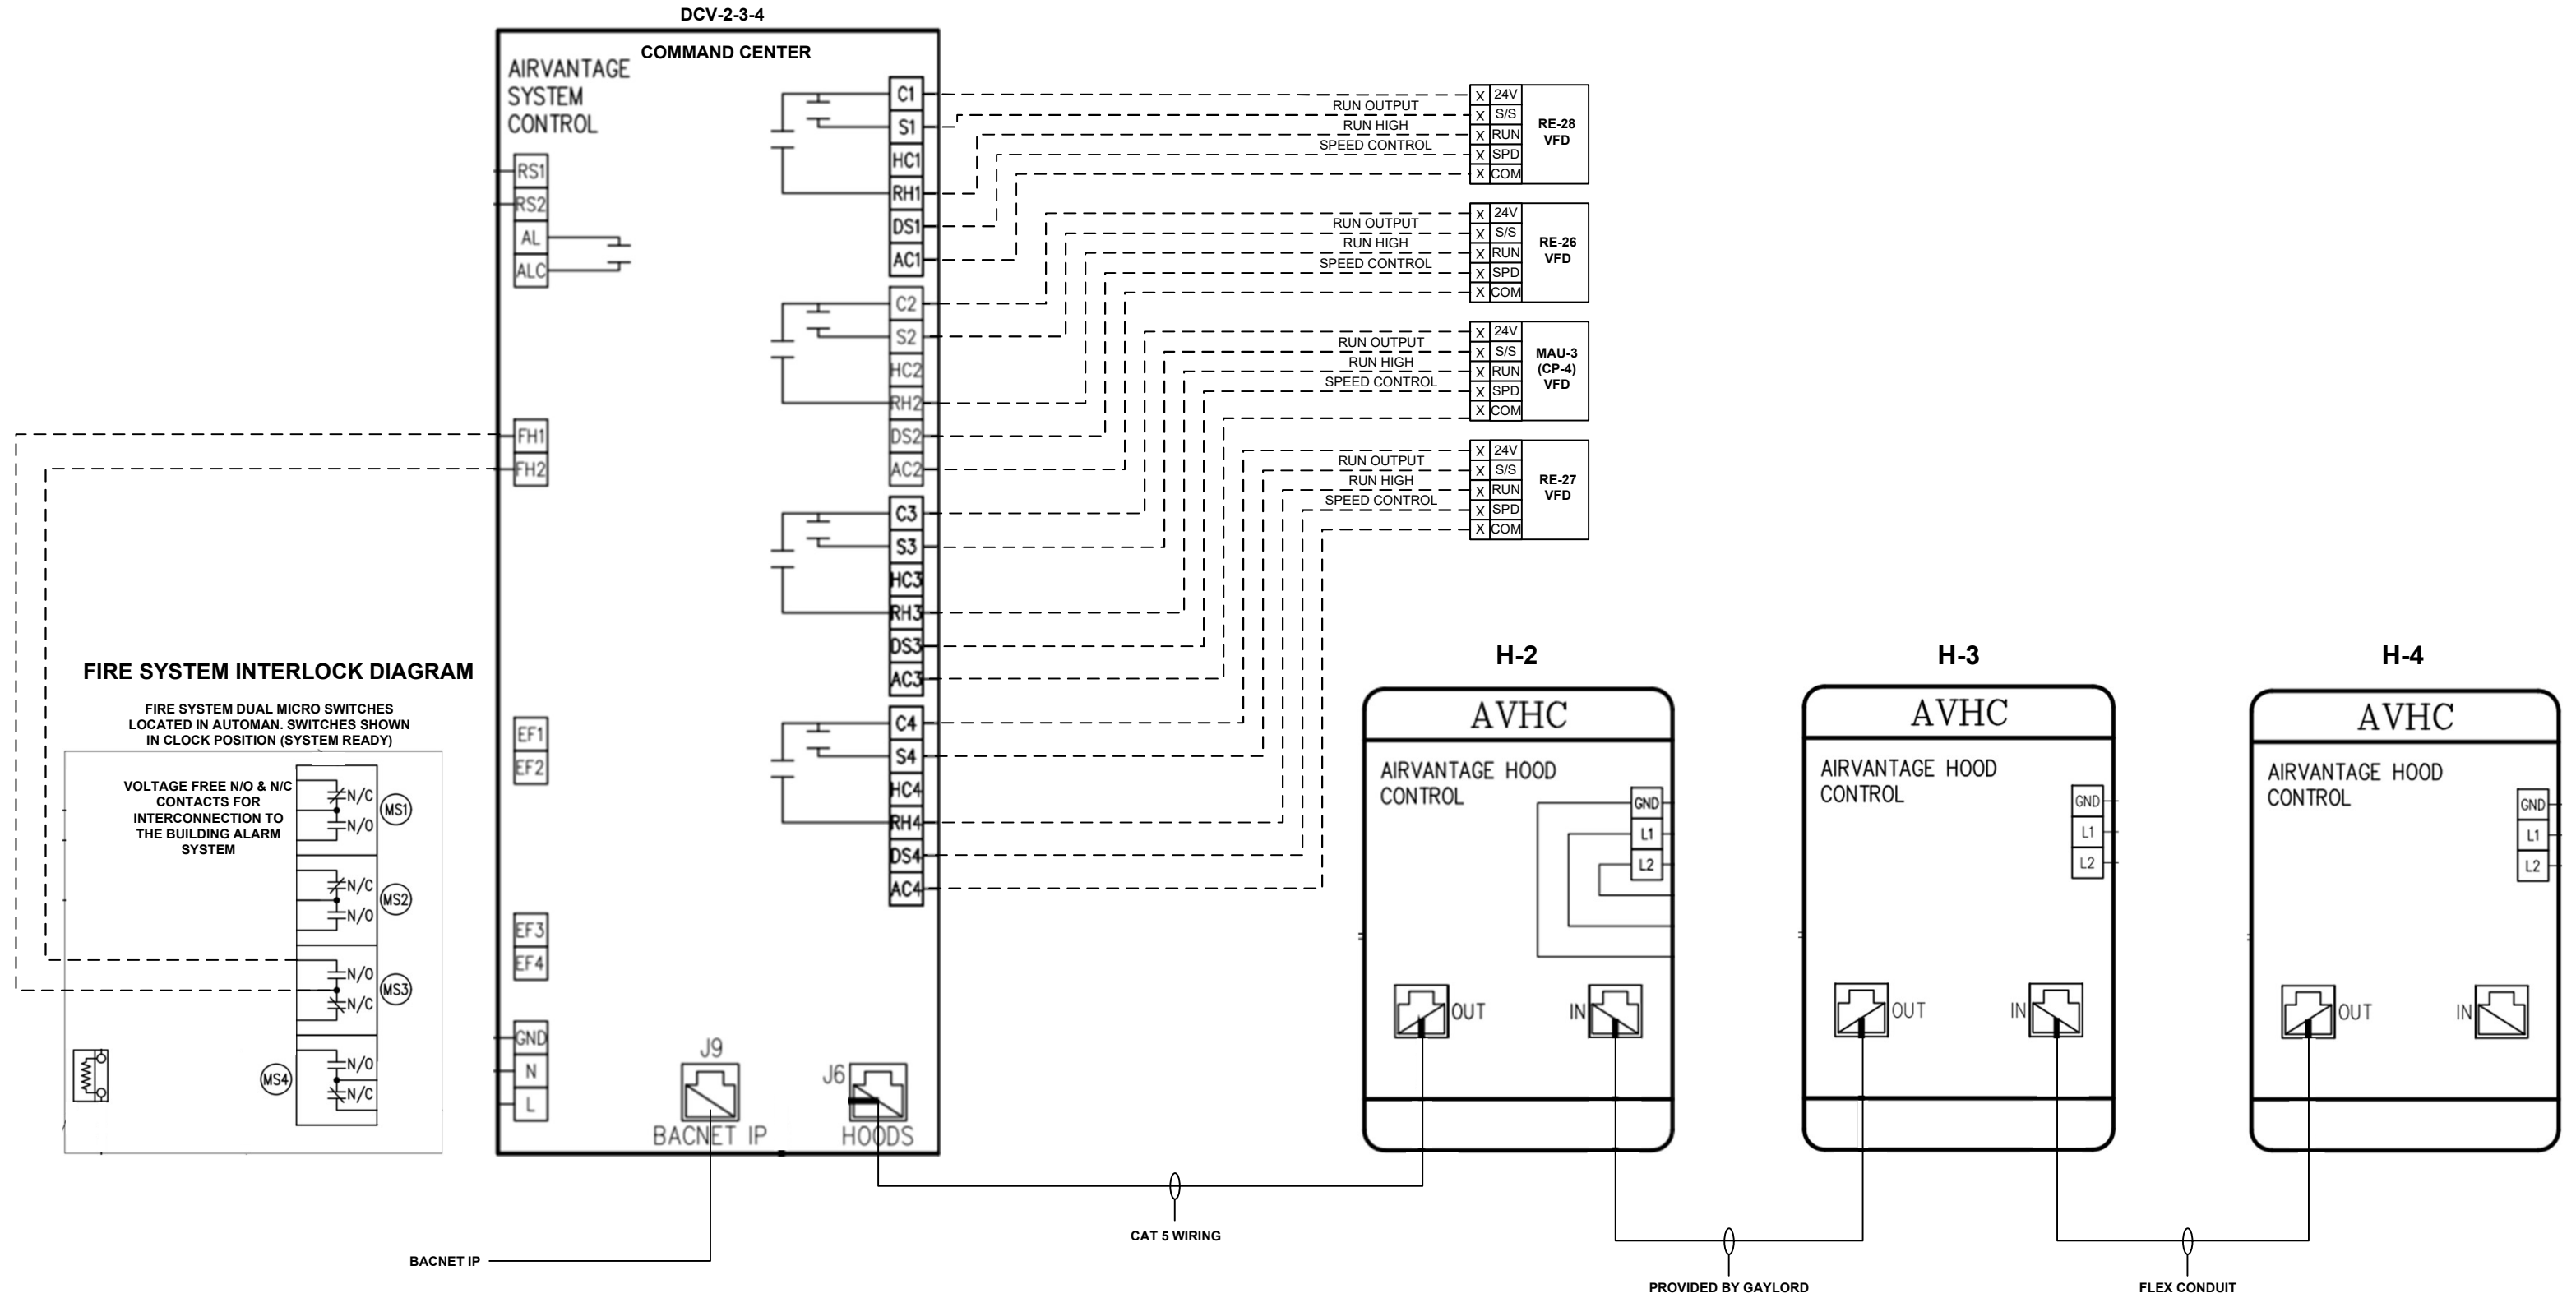 DCV-2-3-4
COMMAND CENTER
AIRVANTAGE
SYSTEM
CONTROL
RS1
RS2
AL
ALC
FH1
FH2
EF1
EF2
EF3
EF4
GND
N
L
C1
S1
HC1
RH1
DS1
AC1
C2
S2
HC2
RH2
DS2
AC2
C3
S3
HC3
RH3
DS3
AC3
C4
S4
HC4
RH4
DS4
AC4
J9
BACNET IP
J6
HOODS
RUN OUTPUT
RUN HIGH
SPEED CONTROL
X 24V
X S/S
X RUN
X SPD
X COM
RE-28
VFD
RUN OUTPUT
RUN HIGH
SPEED CONTROL
X 24V
X S/S
X RUN
X SPD
X COM
RE-26
VFD
RUN OUTPUT
RUN HIGH
SPEED CONTROL
X 24V
X S/S
X RUN
X SPD
X COM
MAU-3
(CP-4)
VFD
RUN OUTPUT
RUN HIGH
SPEED CONTROL
X 24V
X S/S
X RUN
X SPD
X COM
RE-27
VFD
FIRE SYSTEM INTERLOCK DIAGRAM
FIRE SYSTEM DUAL MICRO SWITCHES
LOCATED IN AUTOMAN. SWITCHES SHOWN
IN CLOCK POSITION (SYSTEM READY)
VOLTAGE FREE N/O & N/C
CONTACTS FOR
INTERCONNECTION TO
THE BUILDING ALARM
SYSTEM
N/C
MS1
N/O
N/C
MS2
N/O
N/O
MS3
N/C
N/O
MS4
N/C
H-2
AVHC
AIRVANTAGE HOOD
CONTROL
GND
L1
L2
OUT
IN
H-3
AVHC
AIRVANTAGE HOOD
CONTROL
GND
L1
L2
OUT
IN
H-4
AVHC
AIRVANTAGE HOOD
CONTROL
GND
L1
L2
OUT
IN
BACNET IP
CAT 5 WIRING
PROVIDED BY GAYLORD
FLEX CONDUIT